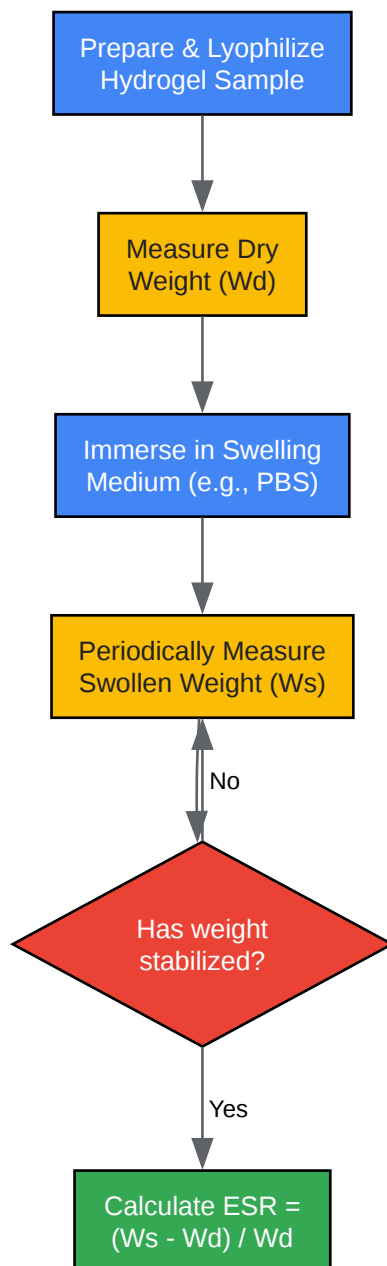 Prepare & Lyophilize
Hydrogel Sample
Measure Dry
Weight (Wd)
Immerse in Swelling
Medium (e.g., PBS)
Periodically Measure
Swollen Weight (Ws)
No
Has weight
stabilized?
Yes
Calculate ESR =
(Ws - Wd) / Wd